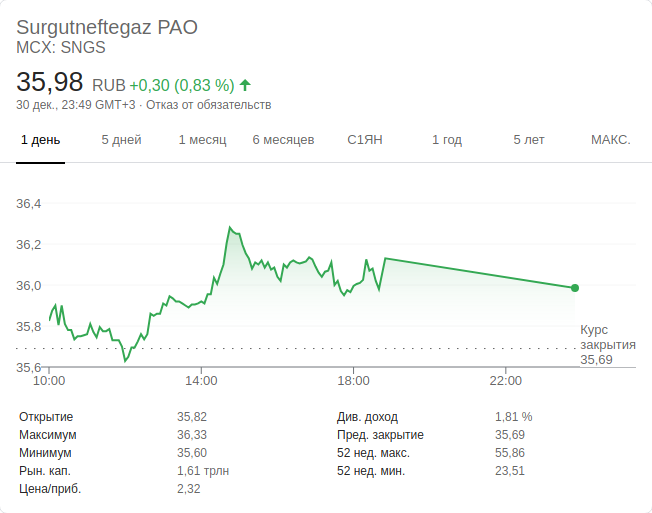 Surgutneftegaz PAO
MCX: SNGS
35,98 RUB +0,30 (0,83 %)
30 дек., 23:49 GMT+3 · Отказ от обязательств
1 день 5 дней 1 месяц 6 месяцев С1ЯН 1 год 5 лет МАКС.
36,4
36,2
36,0
35,8
35,6
Курс
закрытия
35,69
10:00 14:00 18:00 22:00
Открытие 35,82 Див. доход 1,81 %
Максимум 36,33 Пред. закрытие 35,69
Минимум 35,60 52 нед. макс. 55,86
Рын. кап. 1,61 трлн 52 нед. мин. 23,51
Цена/приб. 2,32